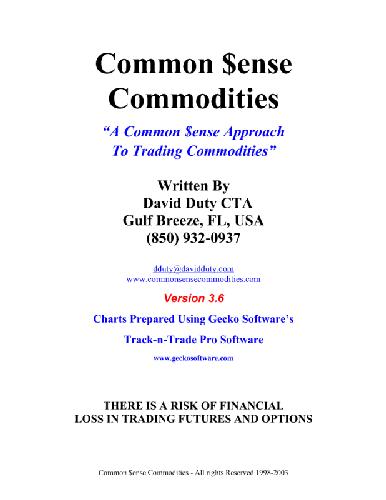 Common $ense
Commodities
“A Common $ense Approach
To Trading Commodities”
Written By
David Duty CTA
Gulf Breeze, FL, USA
(850) 932-0937
dduty@davidduty.com
www.commonsensecommodities.com
Version 3.6
Charts Prepared Using Gecko Software’s
Track-n-Trade Pro Software
www.geckosoftware.com
THERE IS A RISK OF FINANCIAL
LOSS IN TRADING FUTURES AND OPTIONS
Common $ense Commodities - All rights Reserved 1998-2003